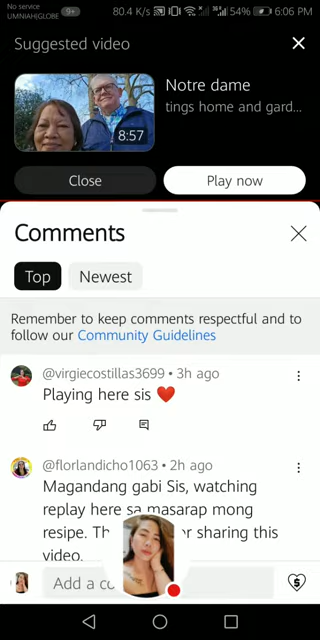 No service
UMNIAH|GLOBE
9+
80.4 K/s
54%
6:06 PM
Suggested video
Notre dame
tings home and gard...
8:57
Close
Play now
Comments
Top
Newest
Remember to keep comments respectful and to
follow our Community Guidelines
@virgiecostillas3699 • 3h ago
Playing here sis ❤️
@florlandicho1063 • 2h ago
Magandang gabi Sis, watching
replay here sa masarap mong
resipe. Th er sharing this
video.
Add a co